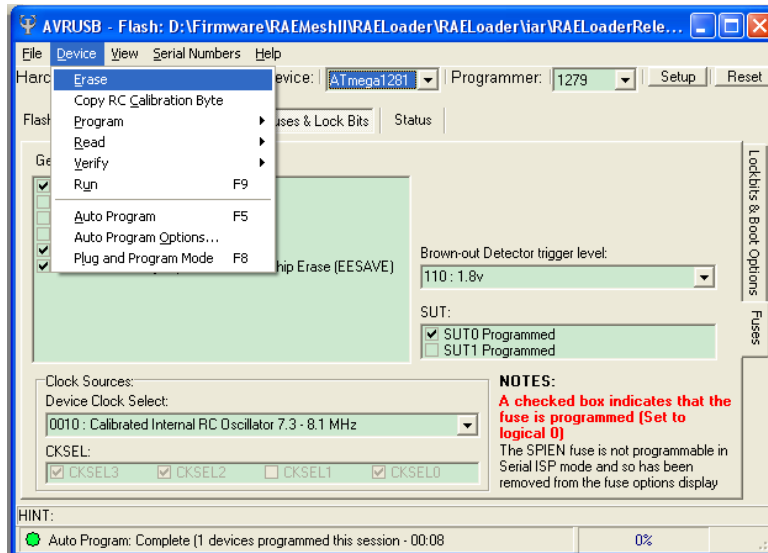 AVRUSB - Flash: D:\Firmware\RAEMeshII\RAELoader\RAELoader\iar\RAELoaderRele...
File Device View Serial Numbers Help
Harc evice: ATmega1281 Programmer: 1279 Setup Reset
Erase
Copy RC Calibration Byte
Program
Read
Verify
Run F9
Auto Program F5
Auto Program Options...
Plug and Program Mode F8
Flash uses & Lock Bits Status
Ge
hip Erase (EESAVE)
Brown-out Detector trigger level:
110 : 1.8v
SUT:
SUT0 Programmed
SUT1 Programmed
Lockbits & Boot Options
Fuses
Clock Sources:
Device Clock Select:
0010 : Calibrated Internal RC Oscillator 7.3 - 8.1 MHz
CKSEL:
CKSEL3 CKSEL2 CKSEL1 CKSEL0
NOTES:
A checked box indicates that the
fuse is programmed (Set to
logical 0)
The SPIEN fuse is not programmable in
Serial ISP mode and so has been
removed from the fuse options display
HINT:
Auto Program: Complete (1 devices programmed this session - 00:08
0%